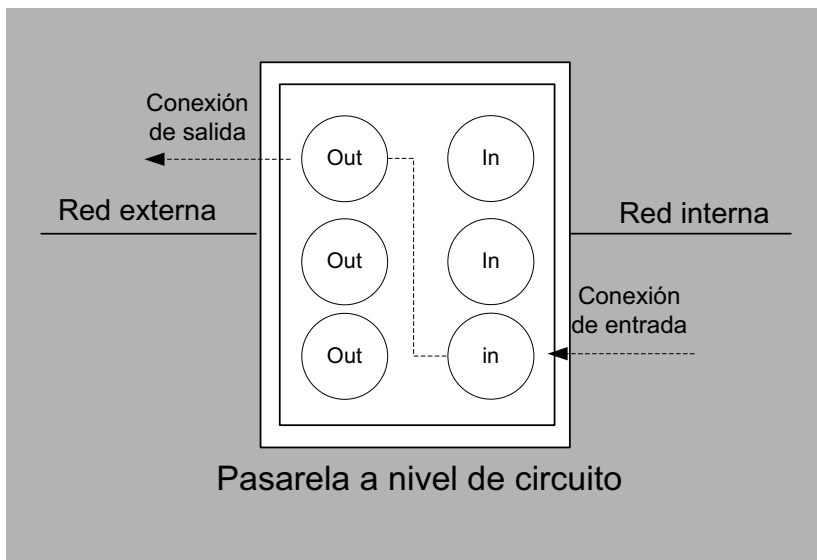 Conexión
de salida
Out
In
Red externa
Red interna
Out
In
Conexión
de entrada
Out
in
Pasarela a nivel de circuito